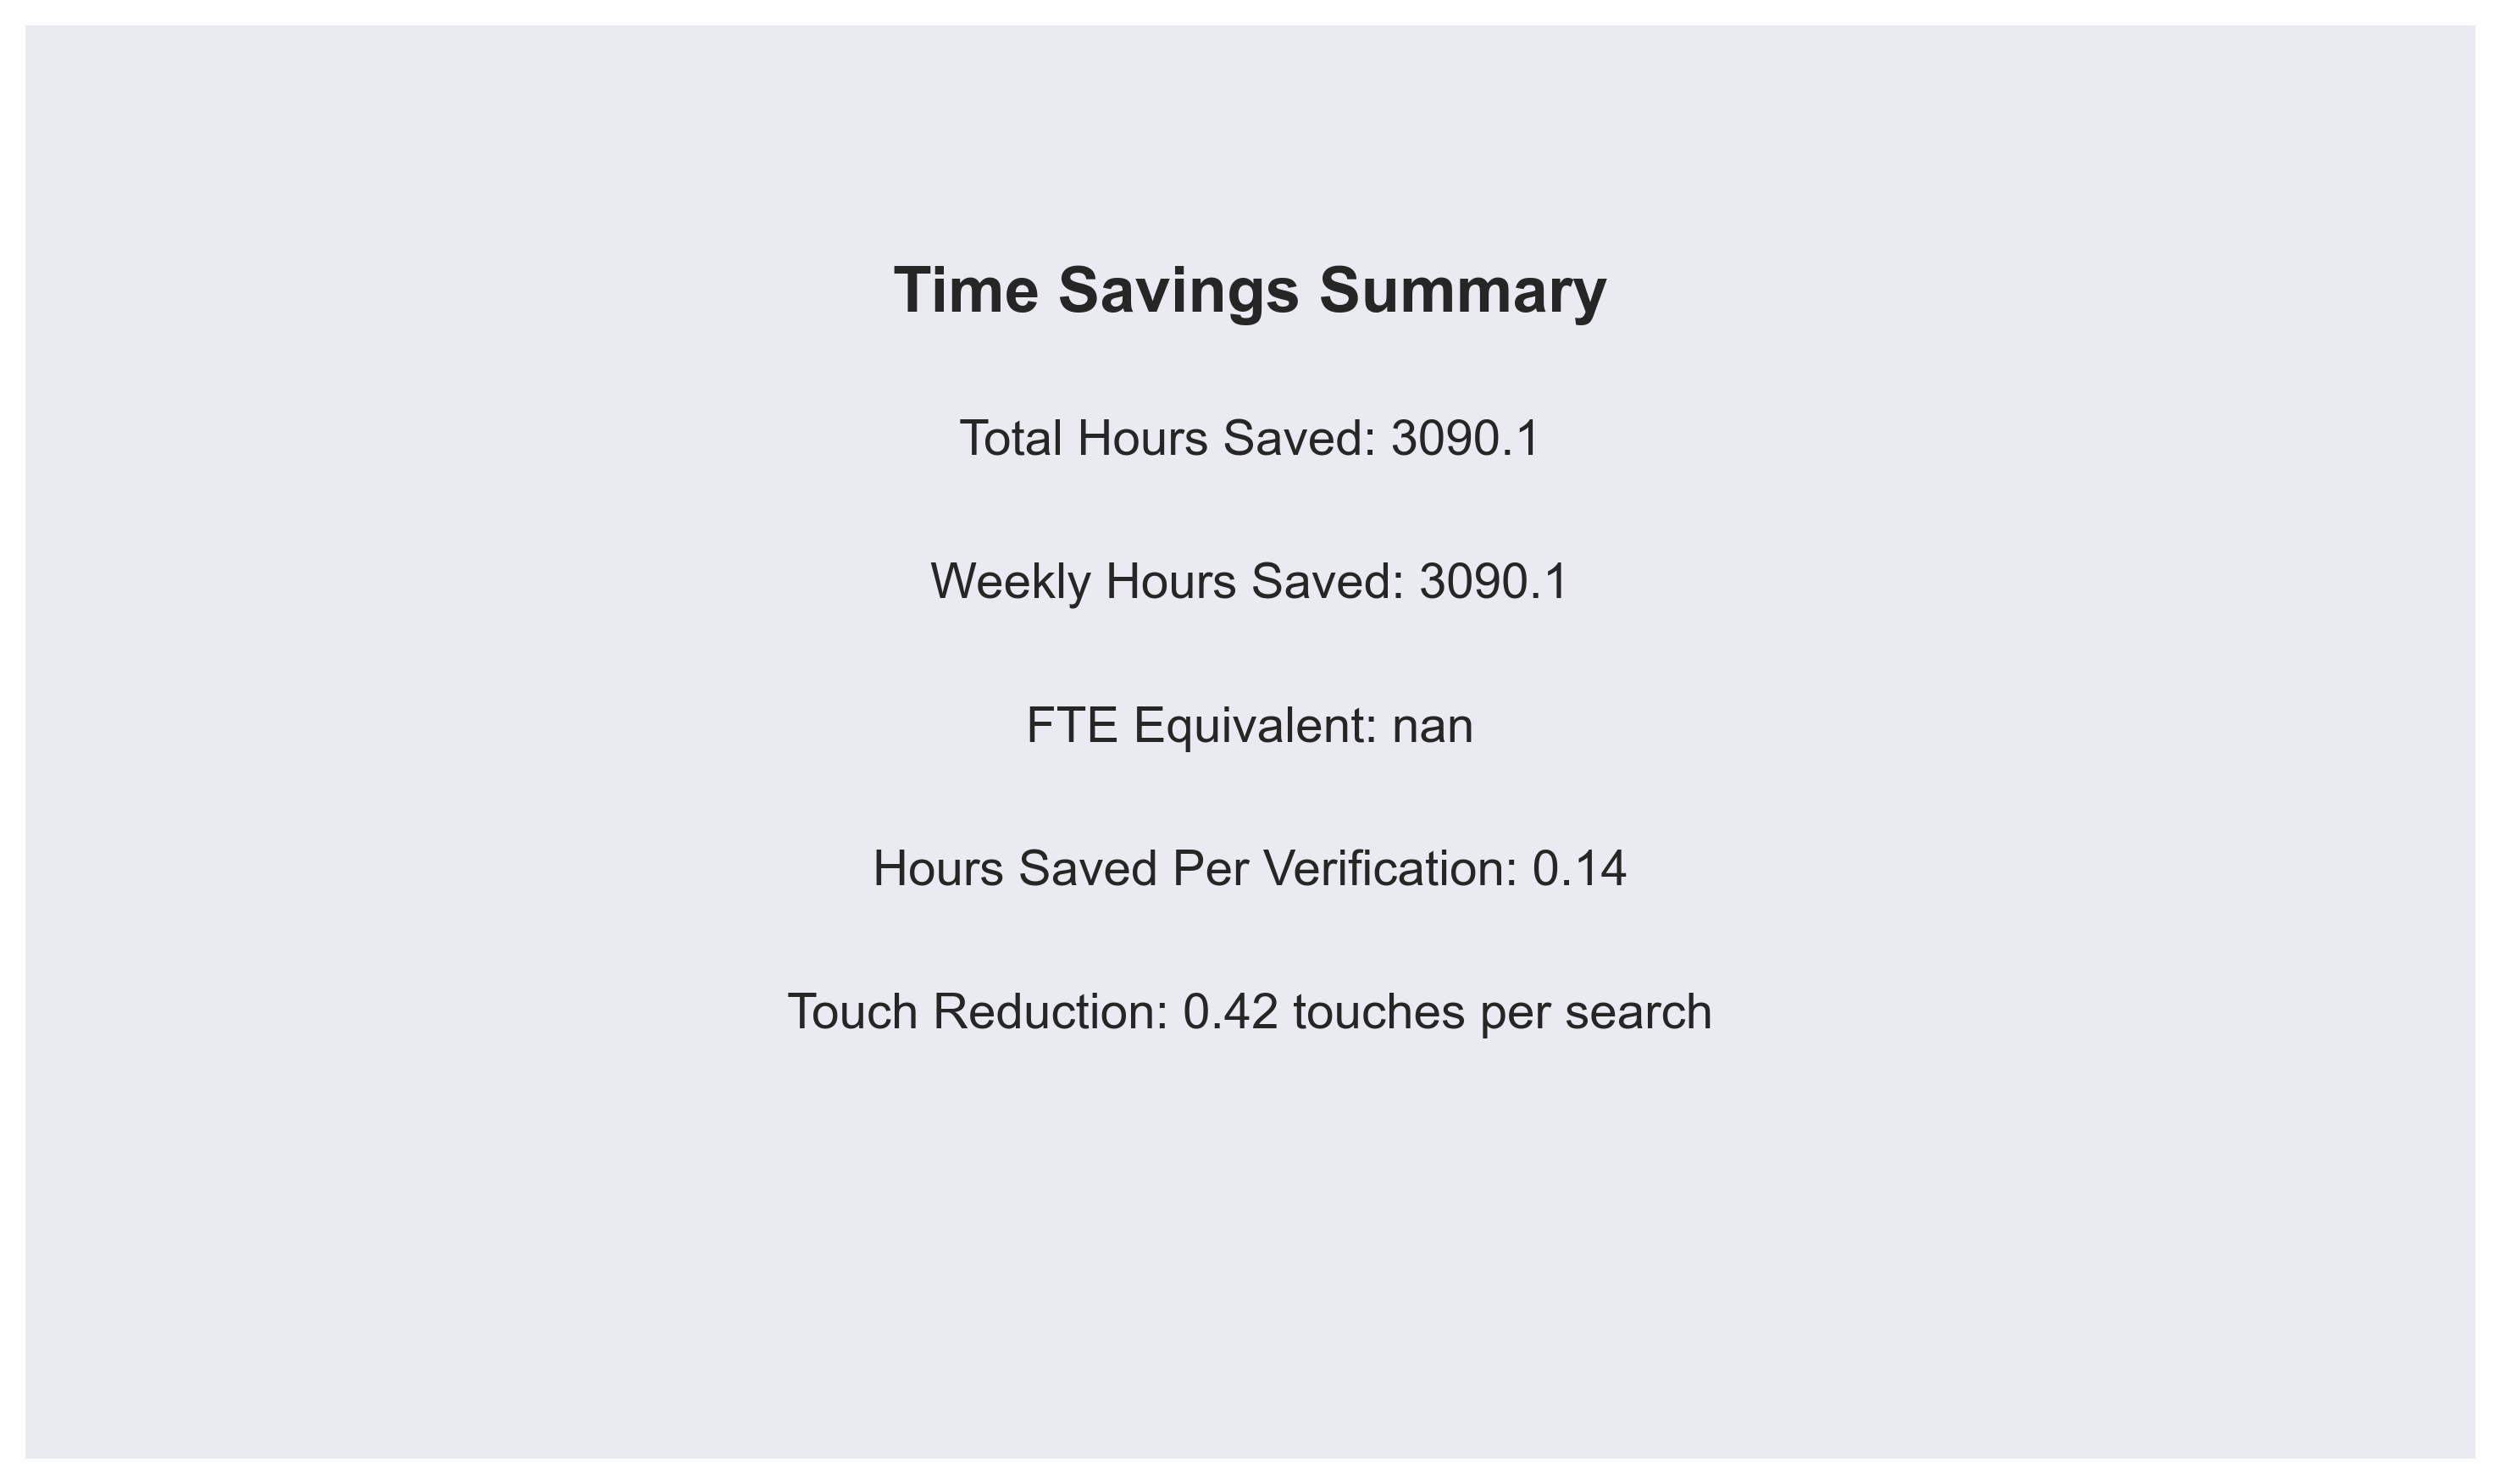 Time Savings Summary
Total Hours Saved: 3090.1
Weekly Hours Saved: 3090.1
FTE Equivalent: nan
Hours Saved Per Verification: 0.14
Touch Reduction: 0.42 touches per search